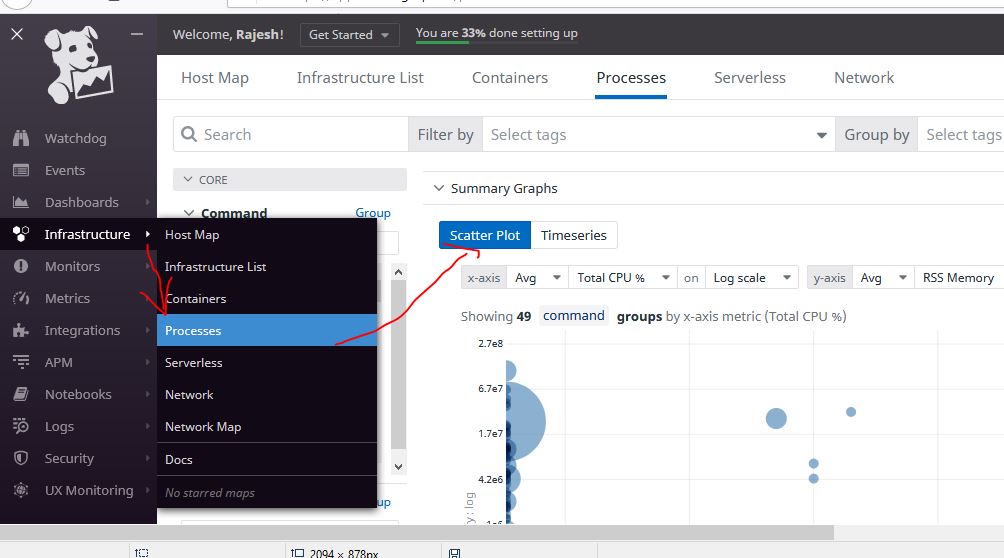 Welcome, Rajesh!
Get Started
You are 33% done setting up
Host Map
Infrastructure List
Containers
Processes
Serverless
Network
Search
Filter by
Select tags
Group by
Select tags
CORE
Command
Group
Summary Graphs
Scatter Plot
Timeseries
x-axis
Avg
Total CPU %
on
Log scale
y-axis
Avg
RSS Memory
Showing 49 command groups by x-axis metric (Total CPU %)
2.7e8
6.7e7
1.7e7
4.2e6
y: log
Watchdog
Events
Dashboards
Infrastructure
Monitors
Metrics
Integrations
APM
Notebooks
Logs
Security
UX Monitoring
Host Map
Infrastructure List
Containers
Processes
Serverless
Network
Network Map
Docs
No starred maps
up
2094 × 878px